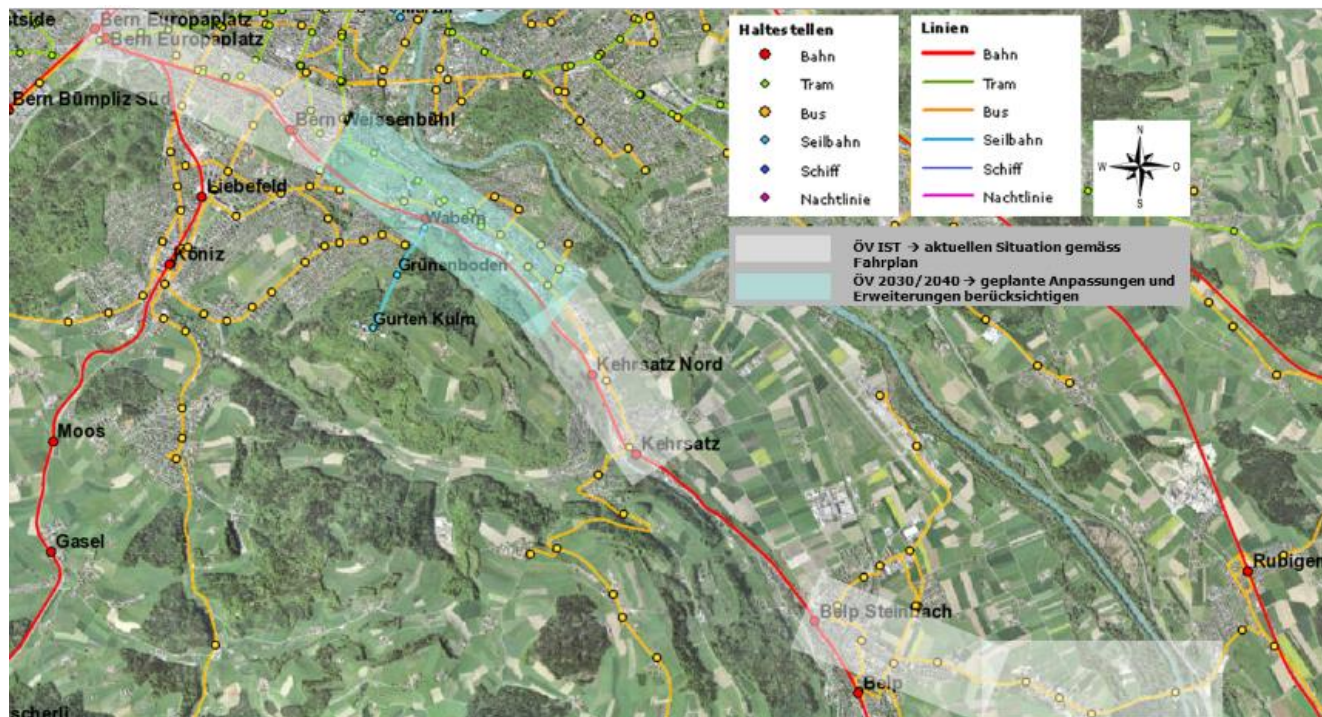 stside
Bern Europaplatz
Bern Europaplatz
Bern Bümpliz Süd
Bern Weissenbühl
Liebefeld
Wabern
Köniz
Grünenboden
Gurten Kulm
Kehrsatz Nord
Moos
Kehrsatz
Gasel
Rubigen
Belp Steinbach
Belp
scherli
Haltestellen
Bahn
Tram
Bus
Seilbahn
Schiff
Nachtlinie
Linien
Bahn
Tram
Bus
Seilbahn
Schiff
Nachtlinie
N
W O
S
ÖV IST → aktuellen Situation gemäss
Fahrplan
ÖV 2030/2040 → geplante Anpassungen und
Erweiterungen berücksichtigen